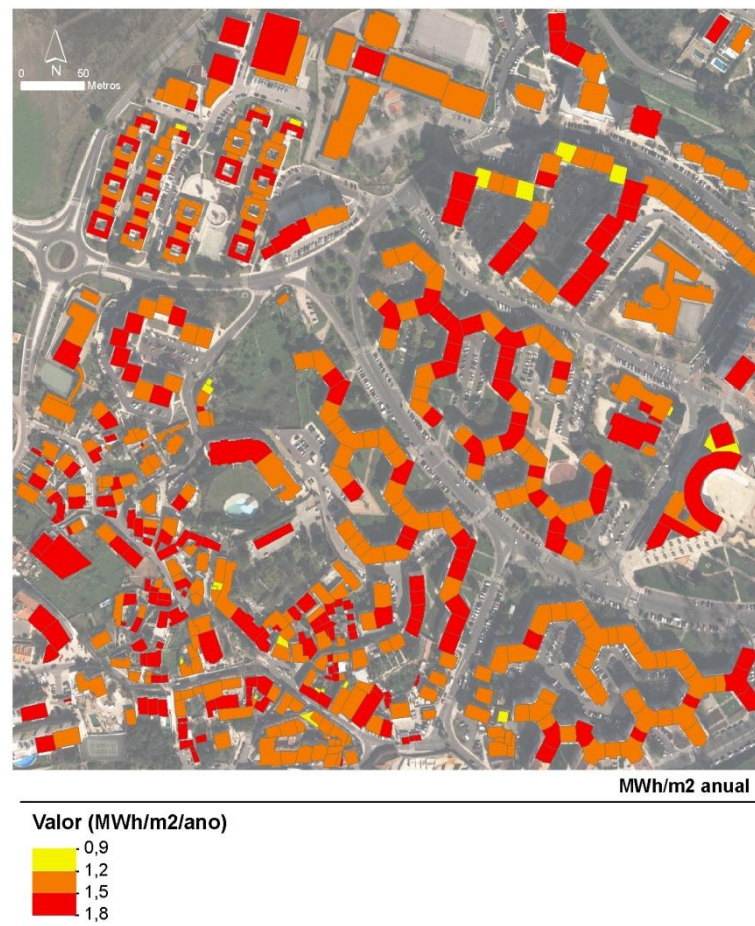 N
0 50
Metros
MWh/m2 anual
Valor (MWh/m2/ano)
0,9
1,2
1,5
1,8